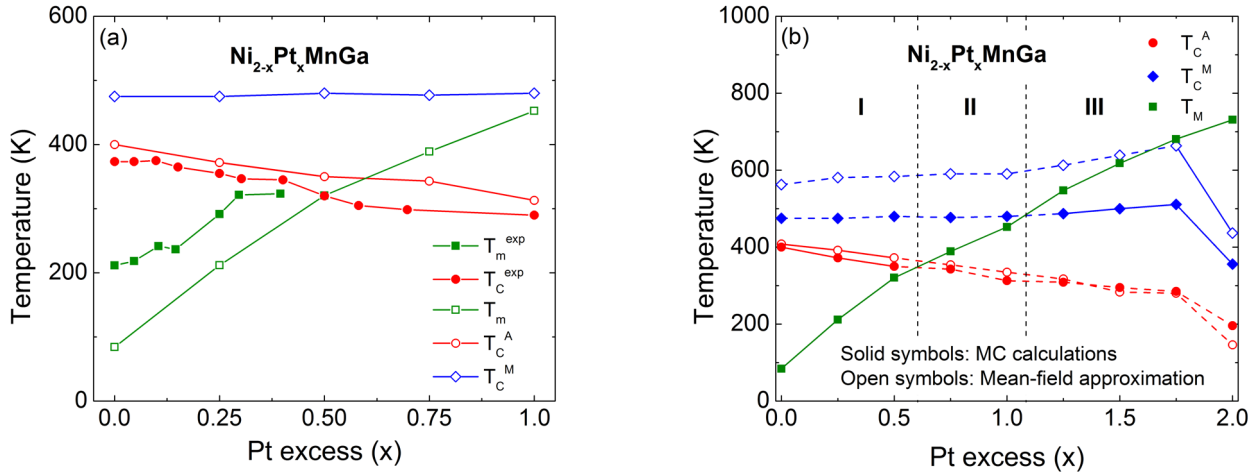 (a)
Ni2-xPtxMnGa
Temperature (K)
600
400
200
0
Tm^exp
TC^exp
Tm
TC^A
TC^M
0.0 0.25 0.50 0.75 1.0
Pt excess (x)
(b)
Ni2-xPtxMnGa
Temperature (K)
1000
800
600
400
200
0
TC^A
TC^M
TM
I II III
Solid symbols: MC calculations
Open symbols: Mean-field approximation
0.0 0.5 1.0 1.5 2.0
Pt excess (x)